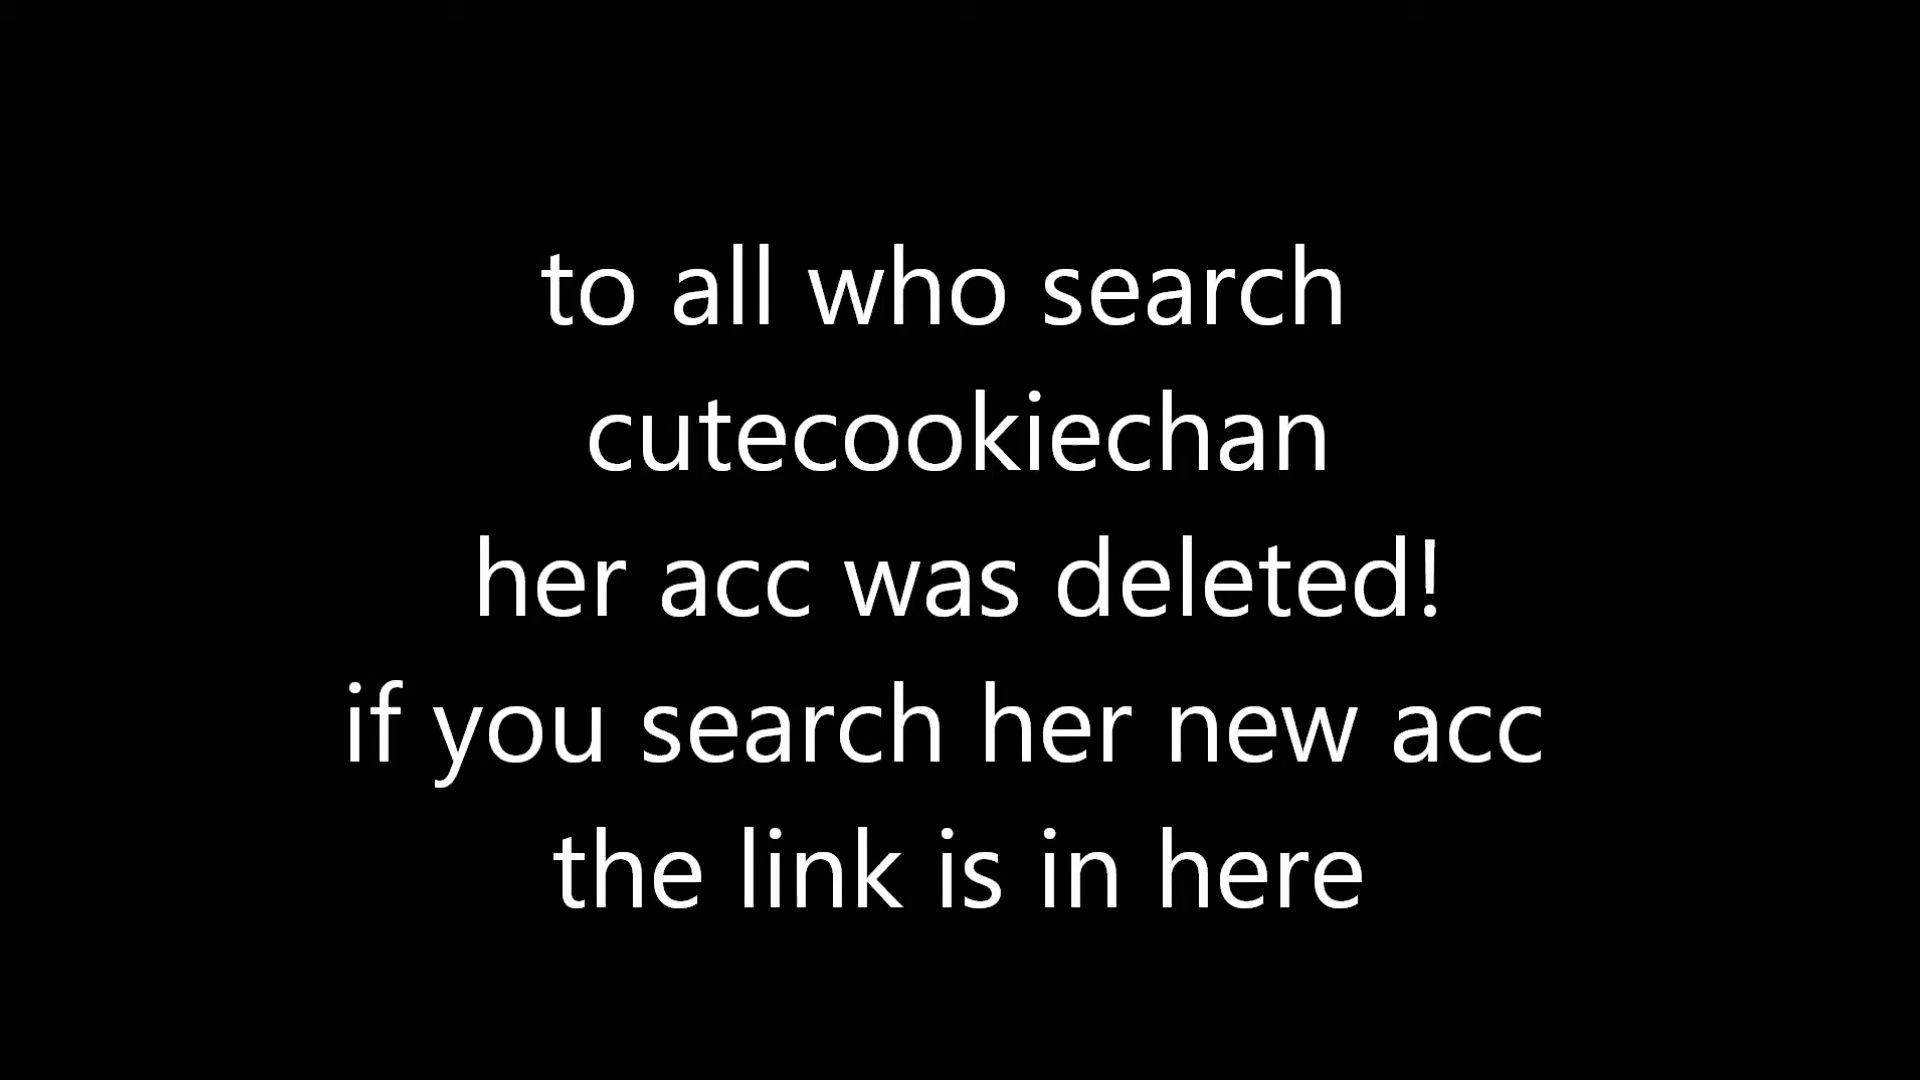 to all who search
cutecookiechan
her acc was deleted!
if you search her new acc
the link is in here